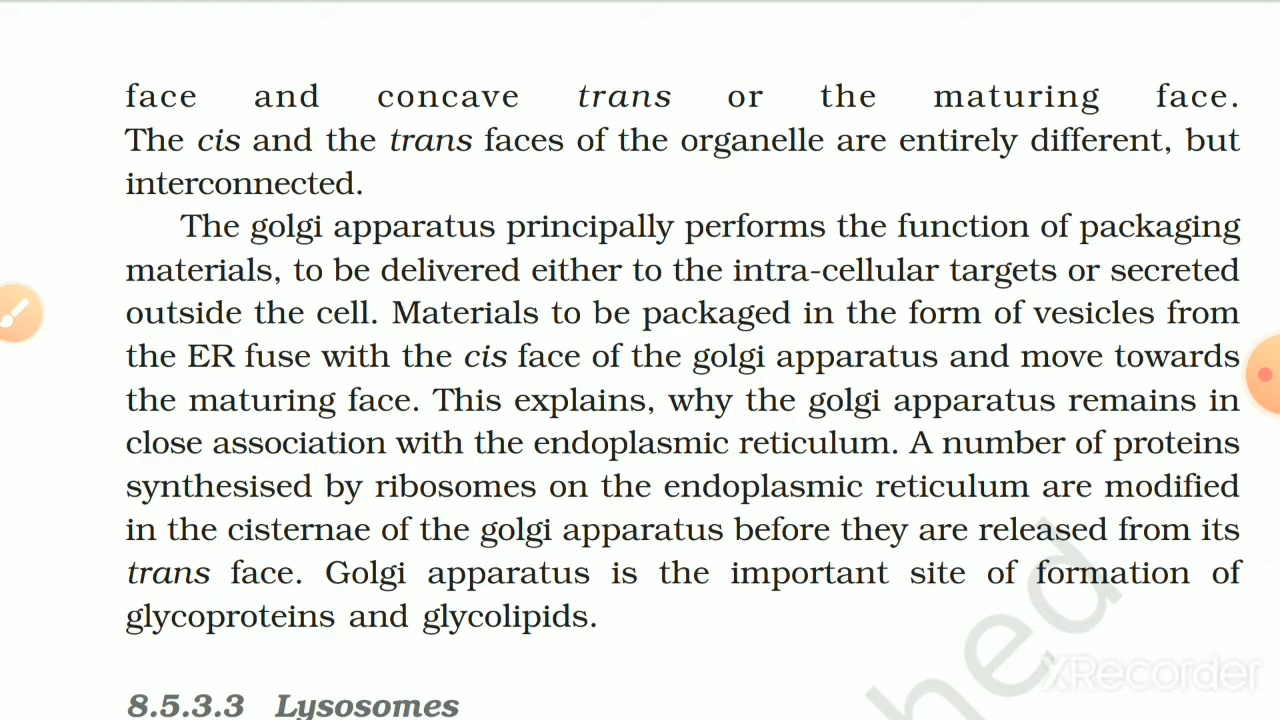 face and concave trans or the maturing face.
The cis and the trans faces of the organelle are entirely different, but
interconnected.
The golgi apparatus principally performs the function of packaging
materials, to be delivered either to the intra-cellular targets or secreted
outside the cell. Materials to be packaged in the form of vesicles from
the ER fuse with the cis face of the golgi apparatus and move towards
the maturing face. This explains, why the golgi apparatus remains in
close association with the endoplasmic reticulum. A number of proteins
synthesised by ribosomes on the endoplasmic reticulum are modified
in the cisternae of the golgi apparatus before they are released from its
trans face. Golgi apparatus is the important site of formation of
glycoproteins and glycolipids.
8.5.3.3 Lysosomes
XRecorder